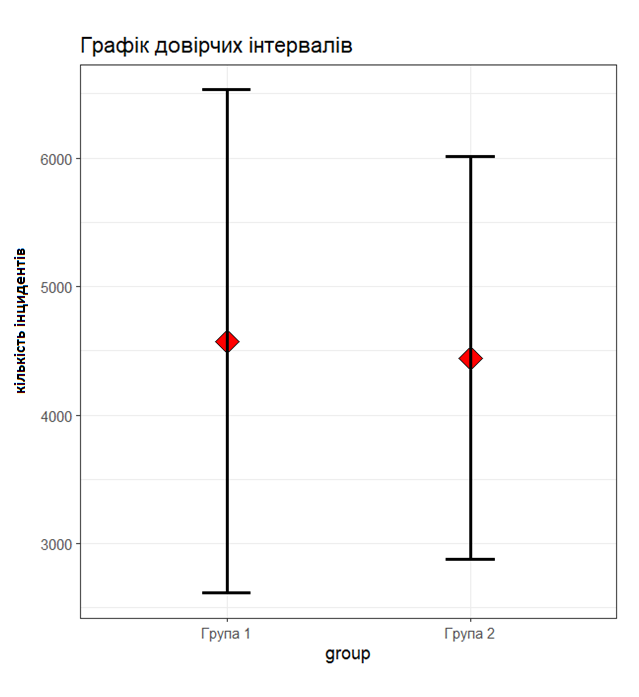 Графік довірчих інтервалів
кількість інцидентів
6000
5000
4000
3000
Група 1
Група 2
group